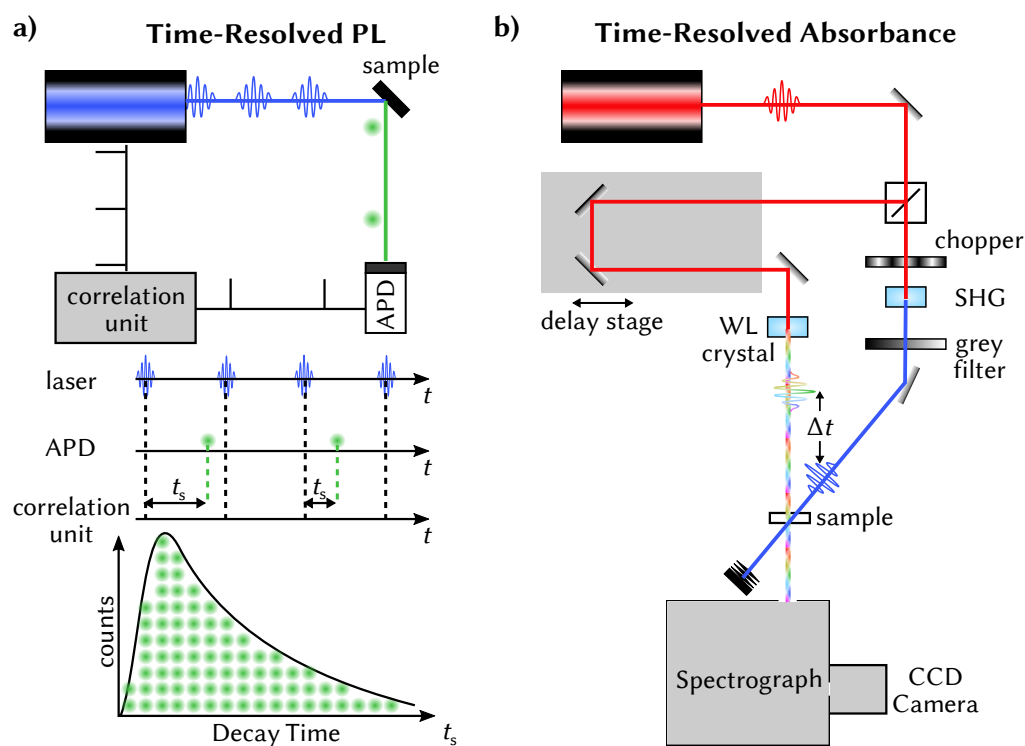 a)
Time-Resolved PL
sample
correlation
unit
APD
laser
t
APD
t
ts
ts
correlation
unit
t
counts
Decay Time
ts
b)
Time-Resolved Absorbance
chopper
SHG
delay stage
WL
crystal
grey
filter
Δt
sample
Spectrograph
CCD
Camera